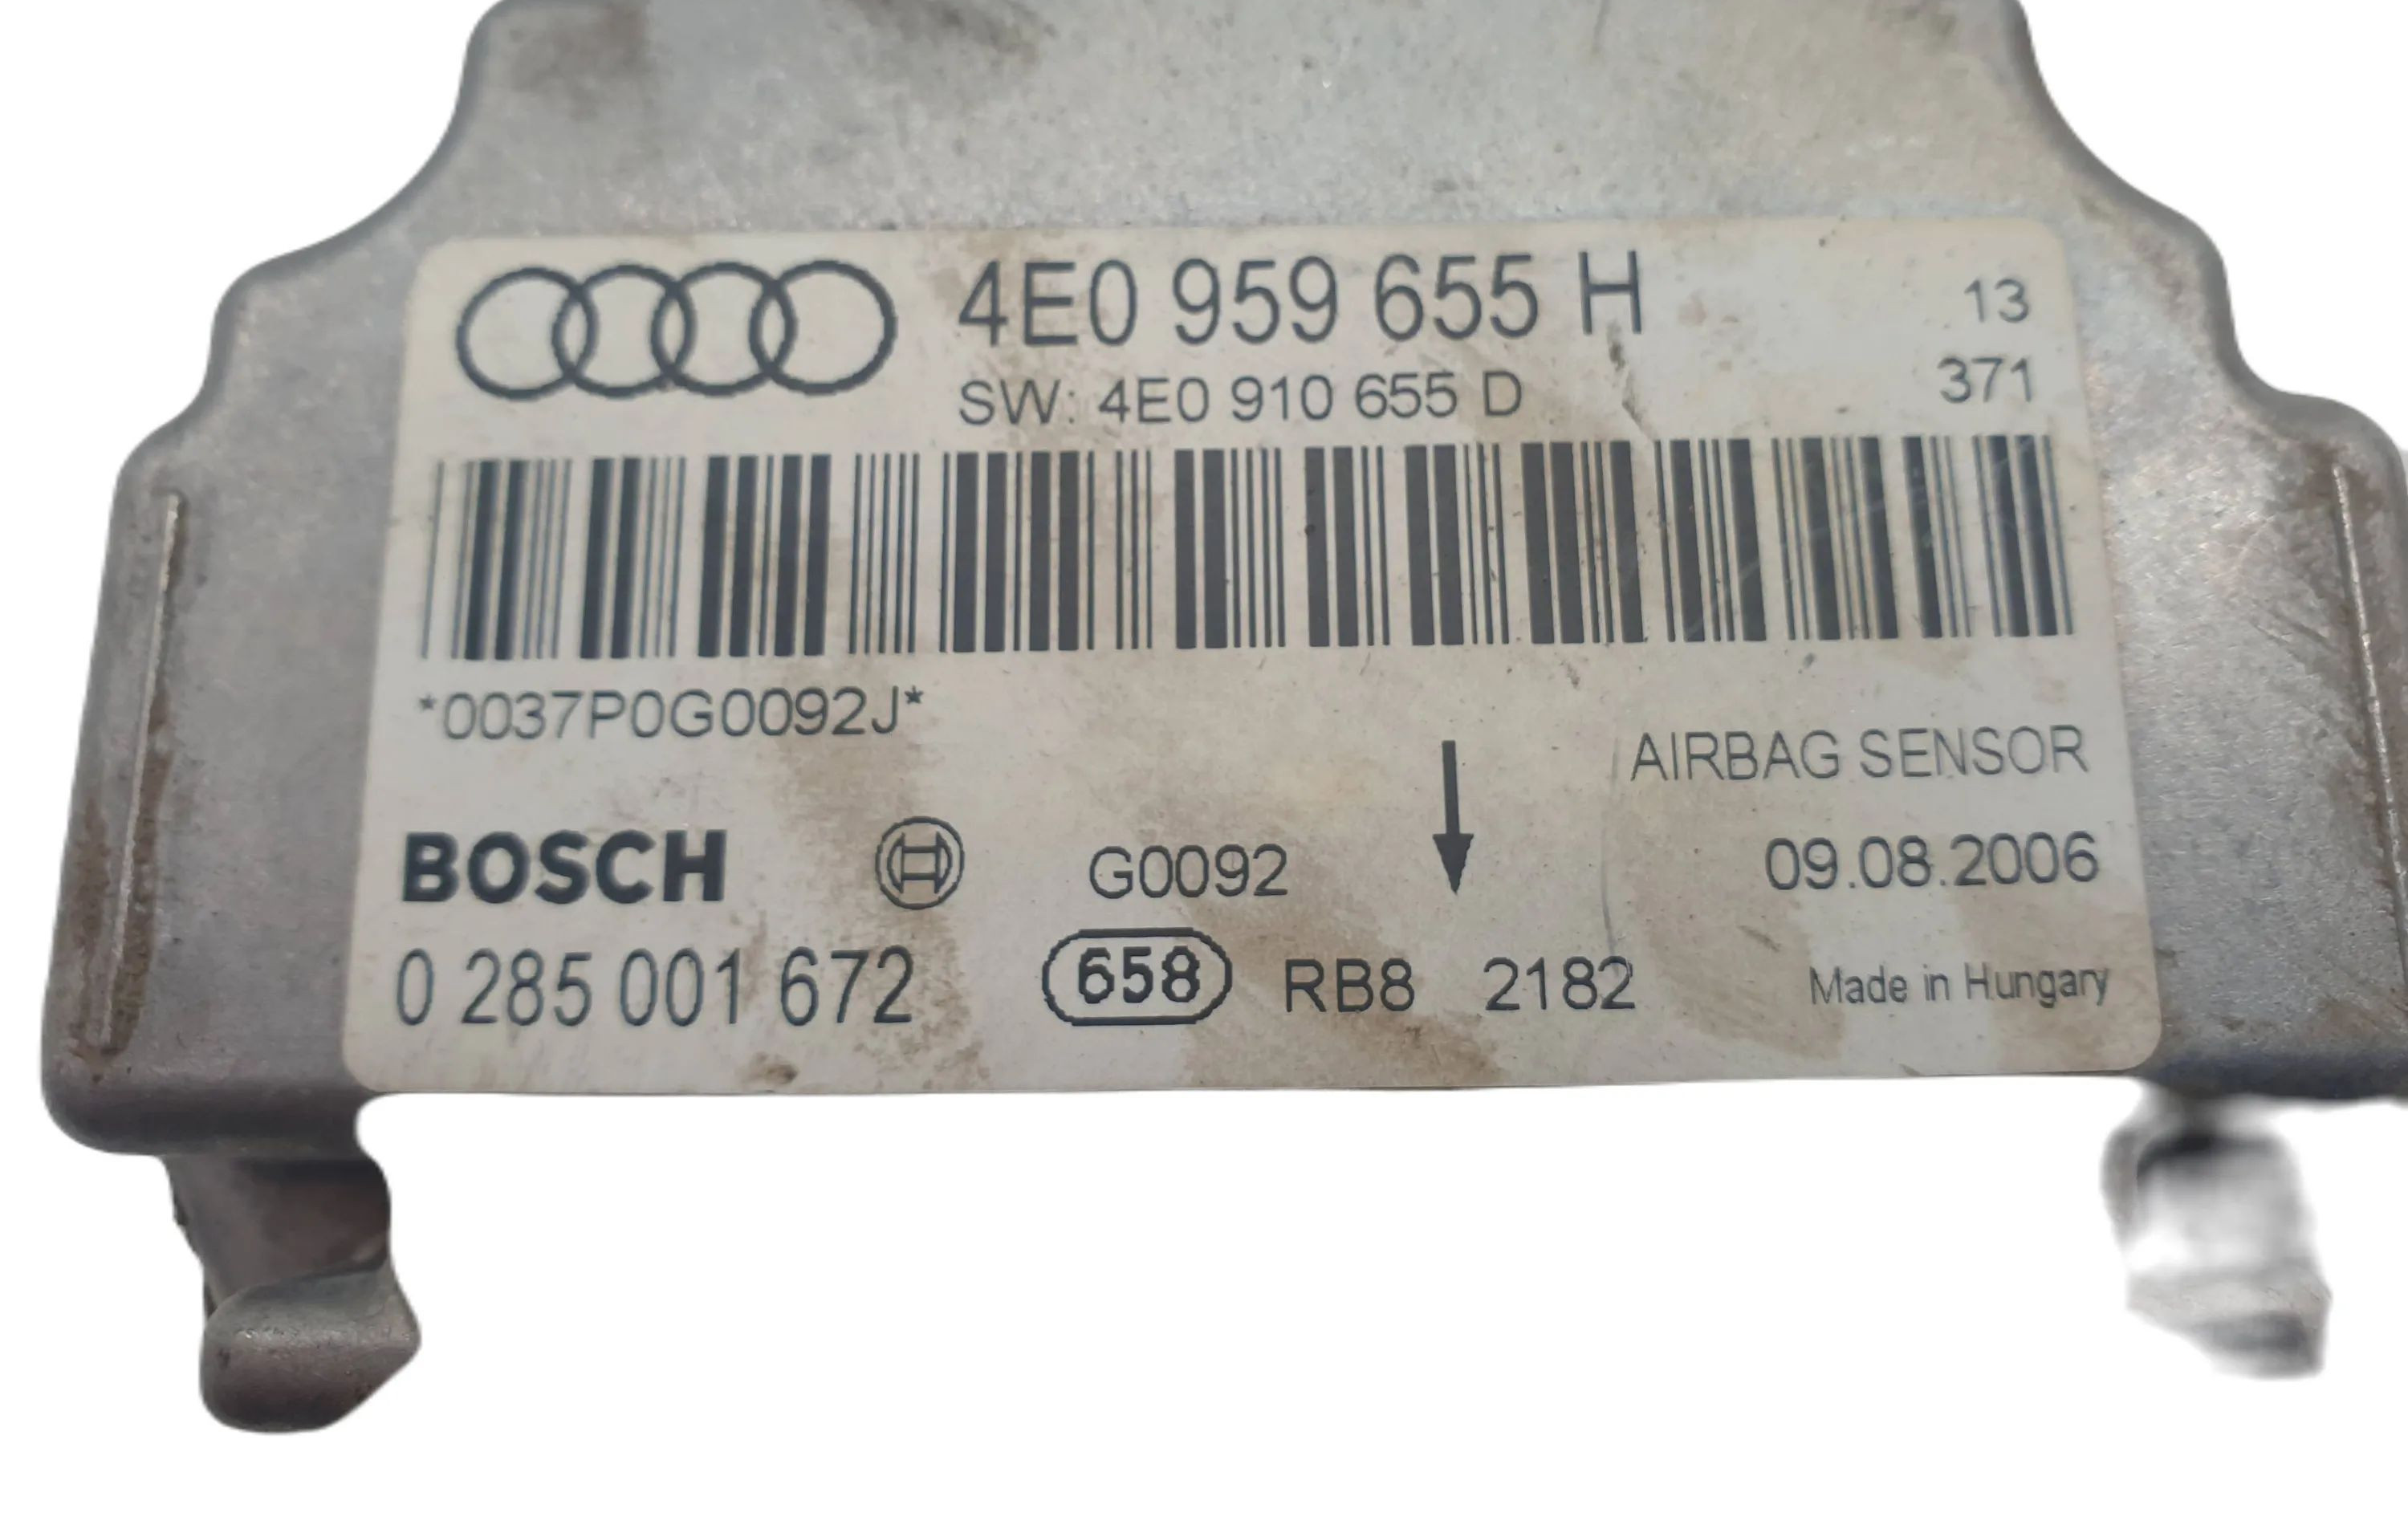 4E0 959 655 H 13
SW: 4E0 910 655 D 371
*0037P0G0092J*
AIRBAG SENSOR
BOSCH G0092 09.08.2006
0 285 001 672 658 RB8 2182 Made in Hungary